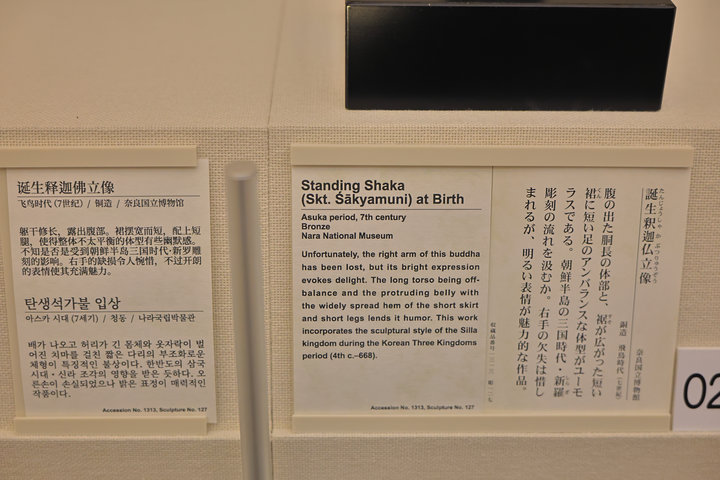 诞生释迦佛立像
飞鸟时代 (7世纪) / 铜造 / 奈良国立博物馆
躯干修长、露出腹部。裙摆宽而短，配上短
腿，使得整体不太平衡的体型有些幽默感。
不知是否是受到朝鲜半岛三国时代·新罗雕
刻的影响。右手的缺损令人惋惜，不过开朗
的表情使其充满魅力。
탄생석가불 입상
아스카 시대 (7세기) / 청동 / 나라국립박물관
배가 나오고 허리가 긴 몸체와 옷자락이 벌
어진 치마를 걸친 짧은 다리의 부조화로운
체형이 특징적인 불상이다. 한반도의 삼국
시대・신라 조각의 영향을 받은 듯하다. 오
른손이 손실되었으나 밝은 표정이 매력적인
작품이다.
Accession No. 1313, Sculpture No. 127
Standing Shaka
(Skt. Śākyamuni) at Birth
Asuka period, 7th century
Bronze
Nara National Museum
Unfortunately, the right arm of this buddha
has been lost, but its bright expression
evokes delight. The long torso being off-
balance and the protruding belly with
the widely spread hem of the short skirt
and short legs lends it humor. This work
incorporates the sculptural style of the Silla
kingdom during the Korean Three Kingdoms
period (4th c.–668).
Accession No. 1313, Sculpture No. 127
誕生釈迦仏立像
たんじょうしゃかぶつりゅうぞう
銅造 飛鳥時代（七世紀）
奈良国立博物館
腹の出た胴長の体部と、裾が広がった短い
裙に短い足のアンバランスな体型がユーモ
ラスである。朝鮮半島の三国時代・新羅
彫刻の流れを汲むか。右手の欠失は惜し
まれるが、明るい表情が魅力的な作品。
02